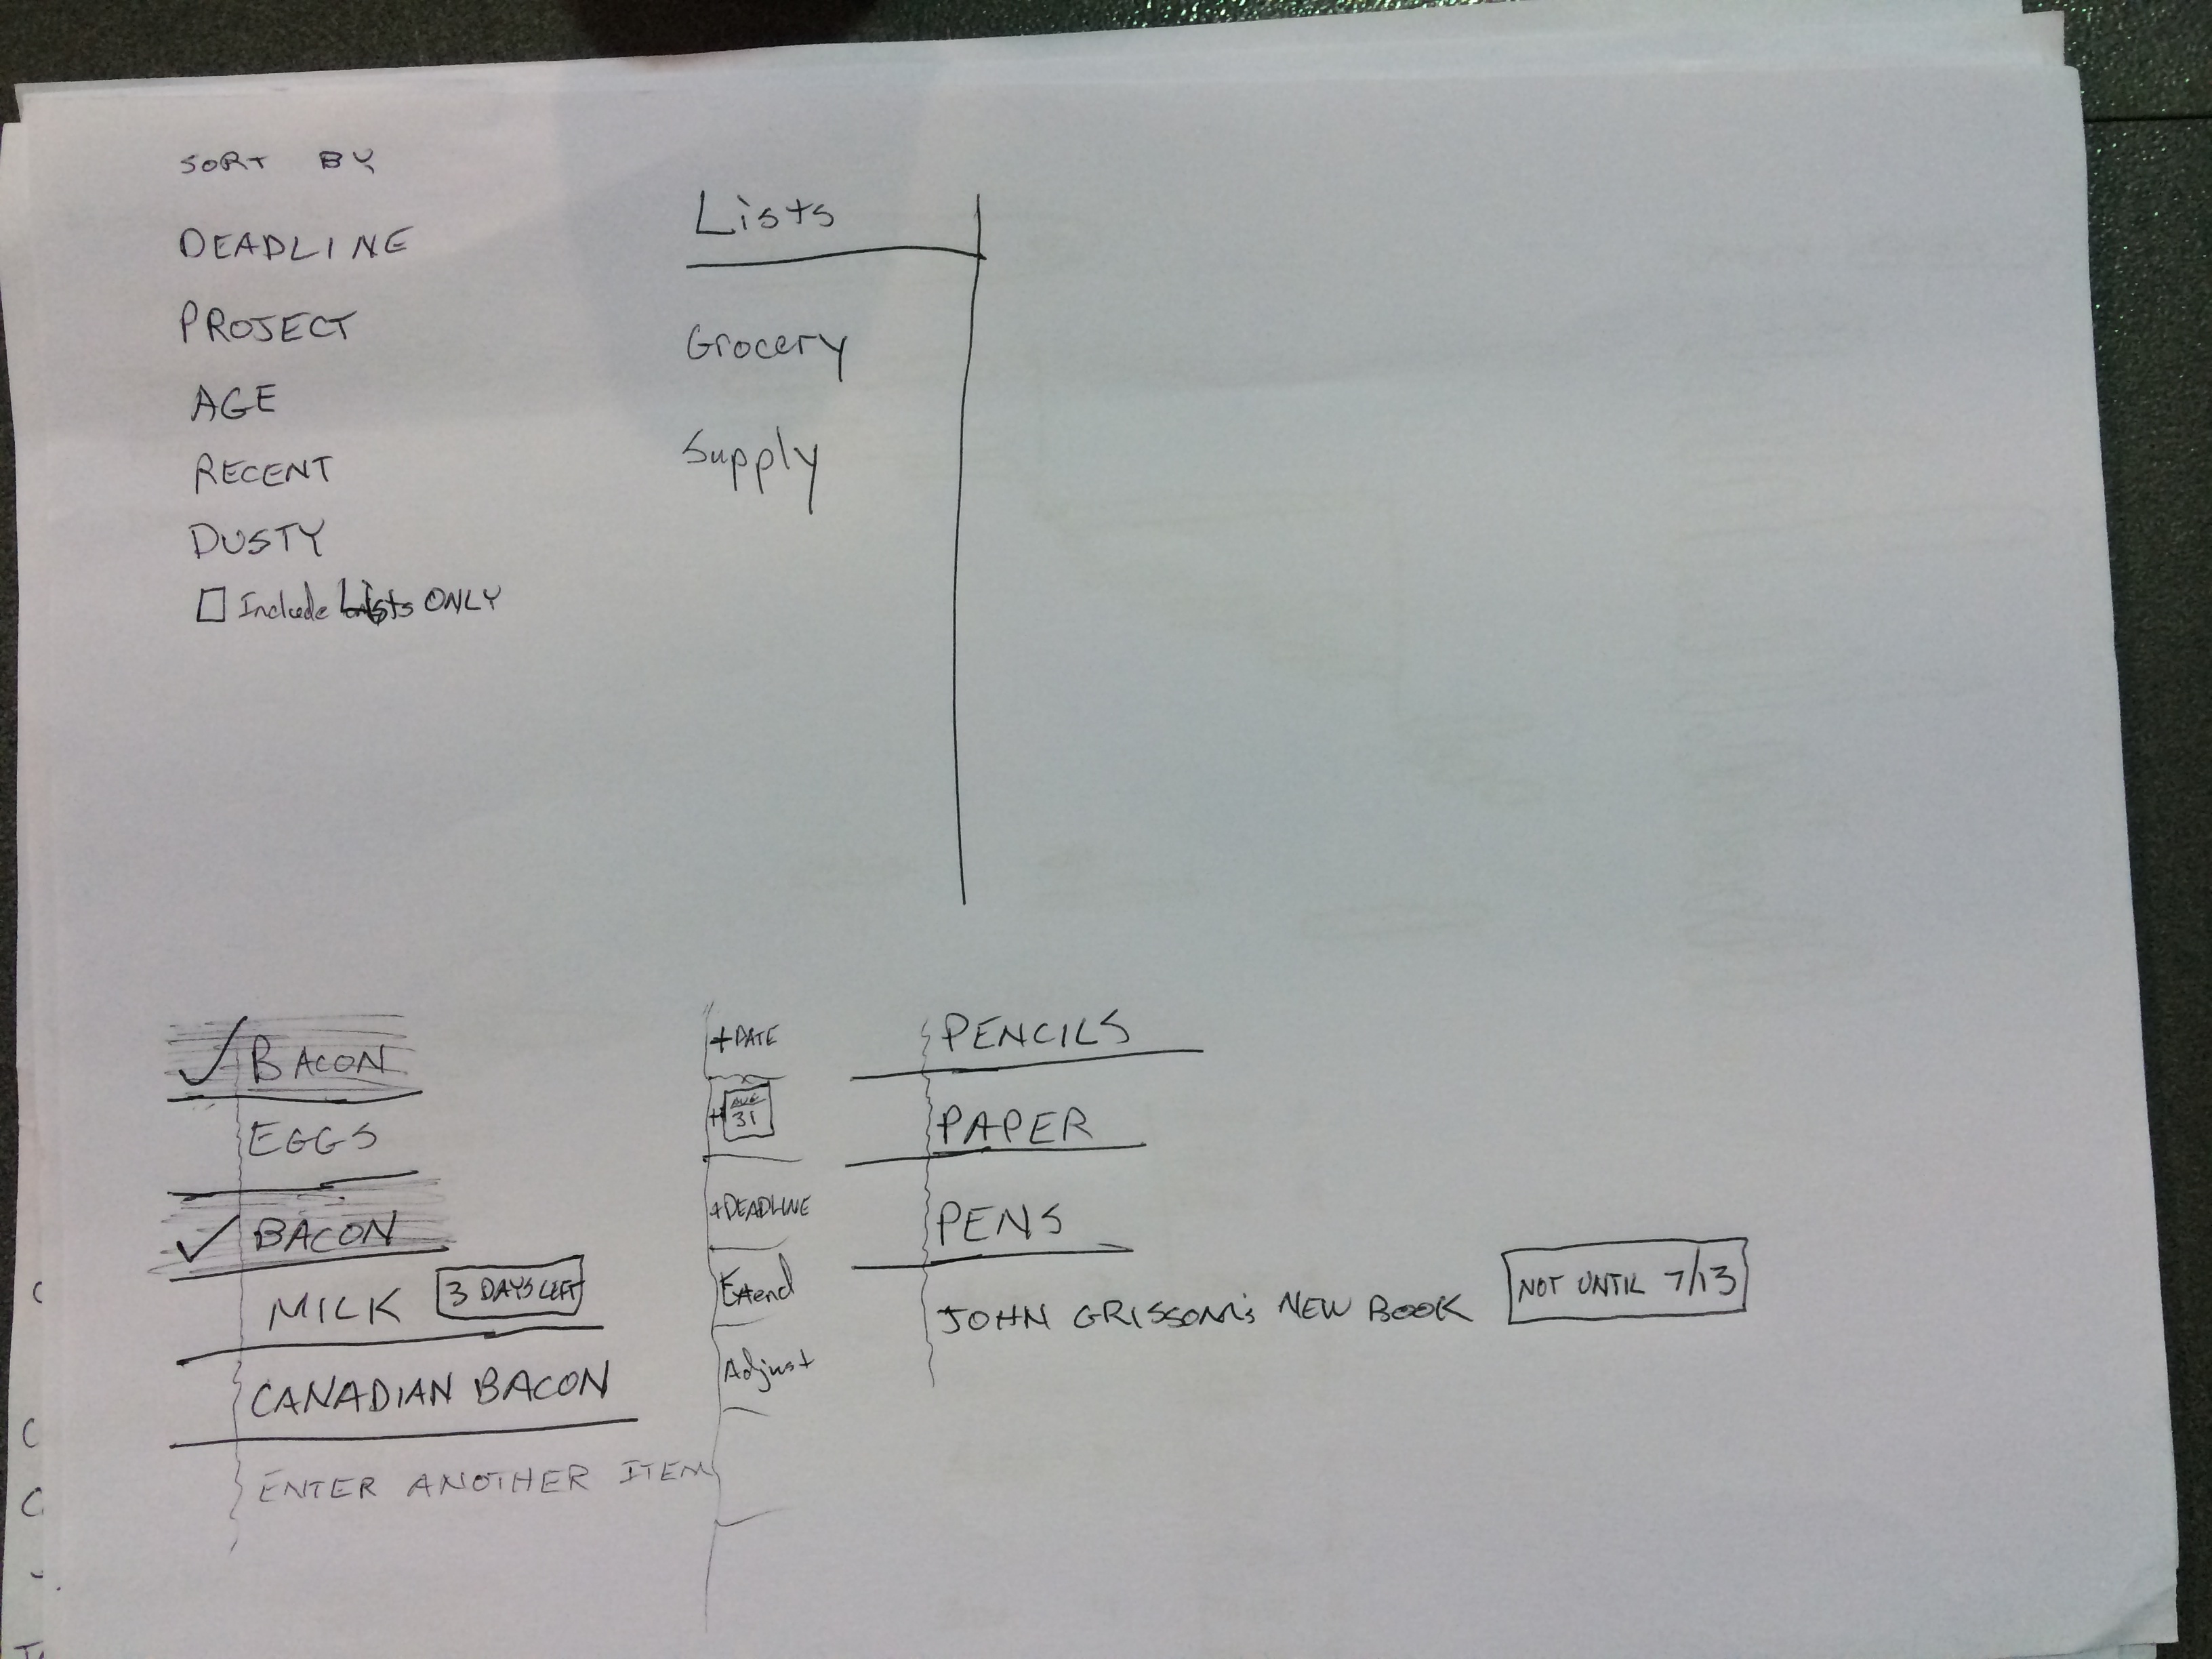 SORT BY
DEADLINE
PROJECT
AGE
RECENT
DUSTY
Include Lists ONLY
Lists
Grocery
Supply
✓ BACON
EGGS
✓ BACON
MILK 3 DAYS LEFT
CANADIAN BACON
ENTER ANOTHER ITEM
+DATE
+ AUG 31
+DEADLINE
Extend
Adjust
PENCILS
PAPER
PENS
JOHN GRISSOM's NEW BOOK NOT UNTIL 7/13